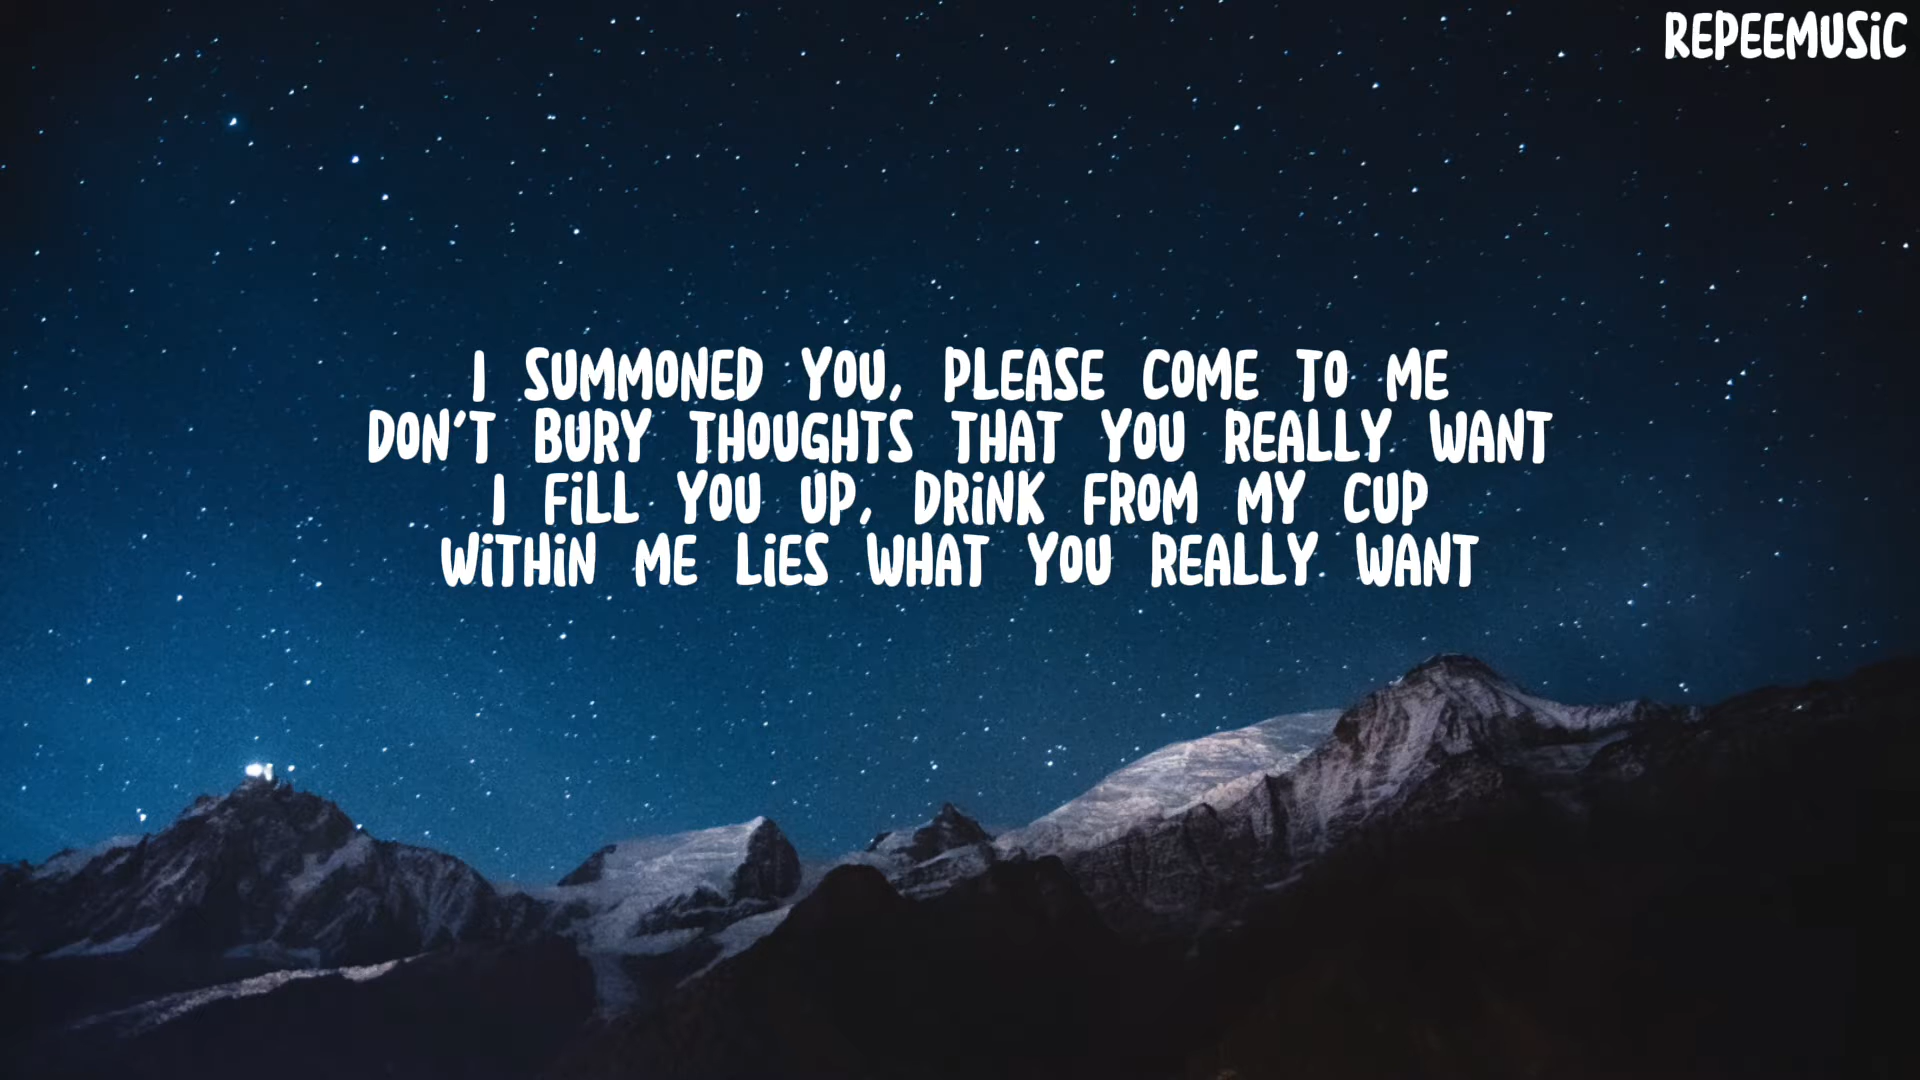 REPEEMUSiC
I SUMMONED YOU, PLEASE COME TO ME
DON'T BURY THOUGHTS THAT YOU REALLY WANT
I FiLL YOU UP, DRiNK FROM MY CUP
WiTHiN ME LiES WHAT YOU REALLY WANT